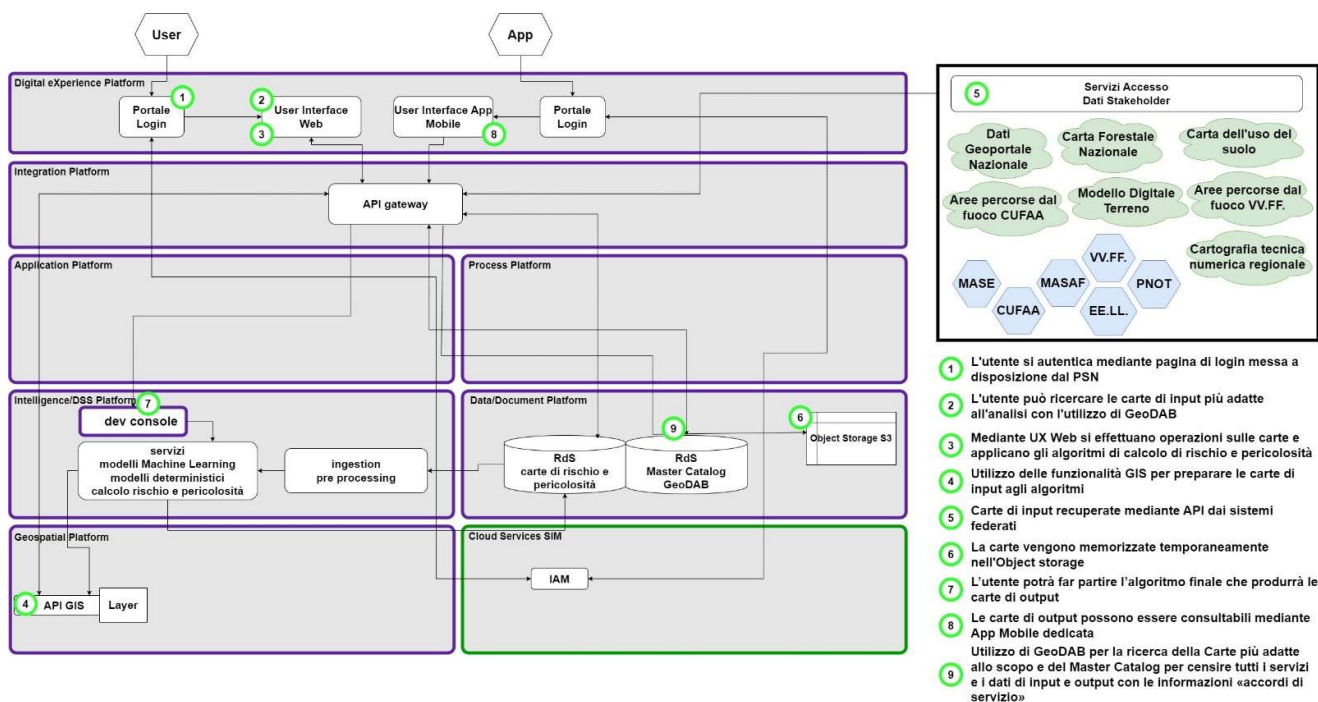 User
App
Digital eXperience Platform
1
Portale
Login
2
3
User Interface
Web
User Interface App
Mobile
8
Portale
Login
Integration Platform
API gateway
Application Platform
Process Platform
Intelligence/DSS Platform
7
dev console
servizi
modelli Machine Learning
modelli deterministici
calcolo rischio e pericolosità
ingestion
pre processing
Data/Document Platform
RdS
carte di rischio e
pericolosità
9
RdS
Master Catalog
GeoDAB
6
Object Storage S3
Geospatial Platform
4
API GIS
Layer
Cloud Services SIM
IAM
5
Servizi Accesso
Dati Stakeholder
Dati
Geoportale
Nazionale
Carta Forestale
Nazionale
Carta dell'uso del
suolo
Aree percorse dal
fuoco CUFAA
Modello Digitale
Terreno
Aree percorse dal
fuoco VV.FF.
Cartografia tecnica
numerica regionale
MASE
CUFAA
MASAF
VV.FF.
EE.LL.
PNOT
1 L'utente si autentica mediante pagina di login messa a
disposizione dal PSN
2 L'utente può ricercare le carte di input più adatte
all'analisi con l'utilizzo di GeoDAB
3 Mediante UX Web si effettuano operazioni sulle carte e
applicano gli algoritmi di calcolo di rischio e pericolosità
4 Utilizzo delle funzionalità GIS per preparare le carte di
input agli algoritmi
5 Carte di input recuperate mediante API dai sistemi
federati
6 La carte vengono memorizzate temporaneamente
nell'Object storage
7 L’utente potrà far partire l’algoritmo finale che produrrà le
carte di output
8 Le carte di output possono essere consultabili mediante
App Mobile dedicata
9 Utilizzo di GeoDAB per la ricerca della Carte più adatte
allo scopo e del Master Catalog per censire tutti i servizi
e i dati di input e output con le informazioni «accordi di
servizio»